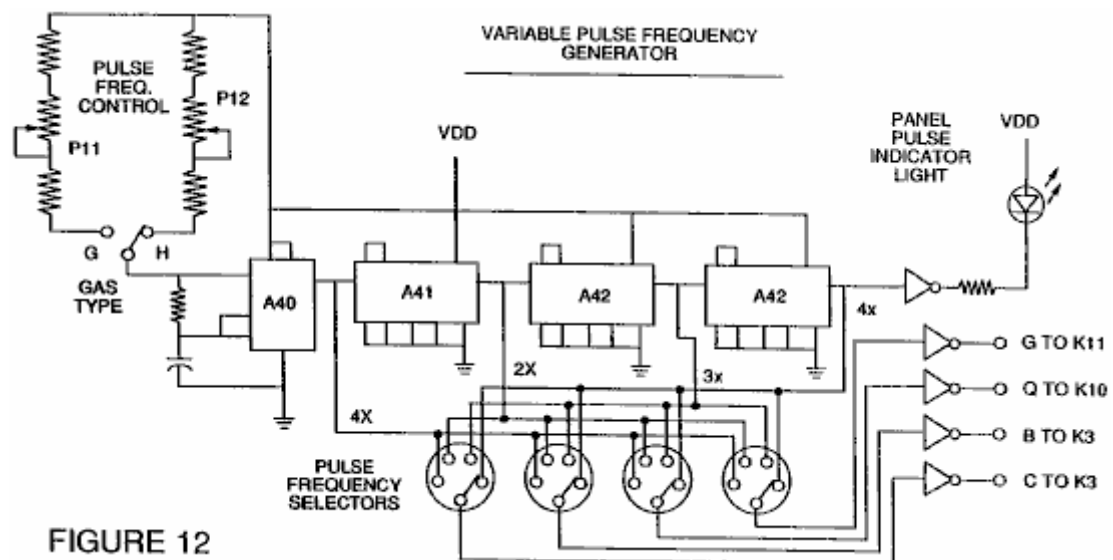 VARIABLE PULSE FREQUENCY
GENERATOR
PULSE
FREQ.
CONTROL
P11
P12
VDD
PANEL
PULSE
INDICATOR
LIGHT
VDD
G
H
GAS
TYPE
A40
A41
A42
A42
4x
2X
3x
4X
G TO K11
Q TO K10
B TO K3
C TO K3
PULSE
FREQUENCY
SELECTORS
FIGURE 12